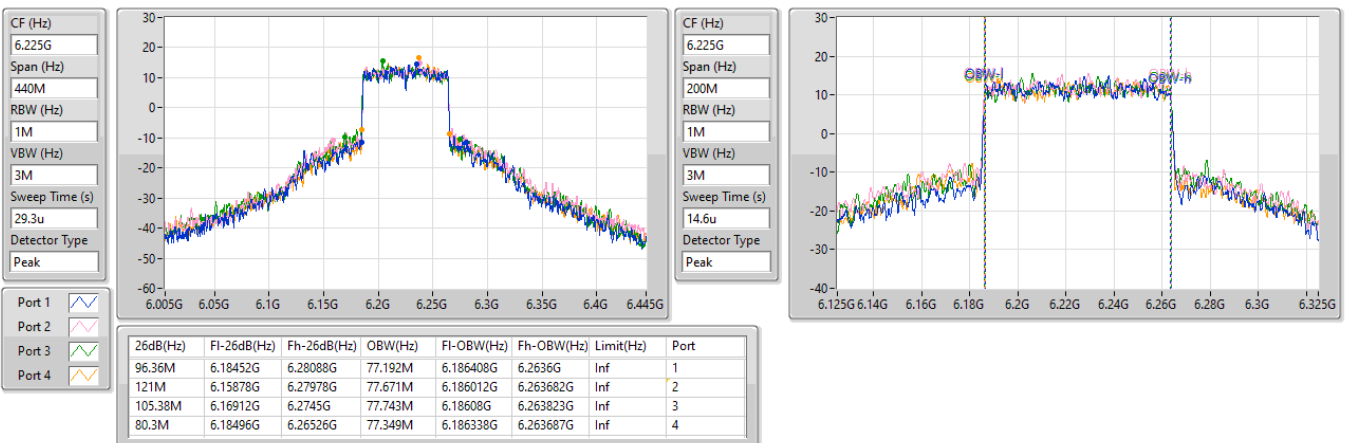 CF (Hz)
6.225G
Span (Hz)
440M
RBW (Hz)
1M
VBW (Hz)
3M
Sweep Time (s)
29.3u
Detector Type
Peak
30
20
10
0
-10
-20
-30
-40
-50
-60
6.005G 6.05G 6.1G 6.15G 6.2G 6.25G 6.3G 6.35G 6.4G 6.445G
CF (Hz)
6.225G
Span (Hz)
200M
RBW (Hz)
1M
VBW (Hz)
3M
Sweep Time (s)
14.6u
Detector Type
Peak
30
20
10
0
-10
-20
-30
-40
OBW-l OBW-h
6.125G 6.14G 6.16G 6.18G 6.2G 6.22G 6.24G 6.26G 6.28G 6.3G 6.325G
Port 1
Port 2
Port 3
Port 4
26dB(Hz) Fl-26dB(Hz) Fh-26dB(Hz) OBW(Hz) Fl-OBW(Hz) Fh-OBW(Hz) Limit(Hz) Port
96.36M 6.18452G 6.28088G 77.192M 6.186408G 6.2636G Inf 1
121M 6.15878G 6.27978G 77.671M 6.186012G 6.263682G Inf 2
105.38M 6.16912G 6.2745G 77.743M 6.18608G 6.263823G Inf 3
80.3M 6.18496G 6.26526G 77.349M 6.186338G 6.263687G Inf 4